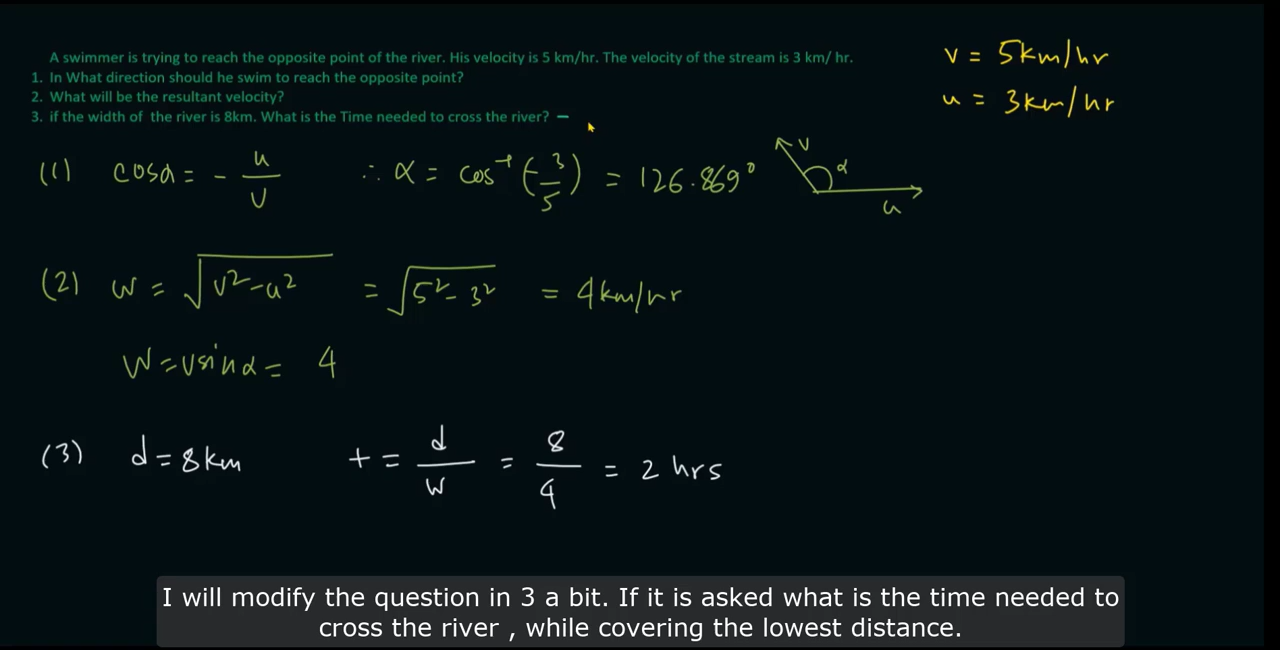 A swimmer is trying to reach the opposite point of the river. His velocity is 5 km/hr. The velocity of the stream is 3 km/ hr.
1. In What direction should he swim to reach the opposite point?
2. What will be the resultant velocity?
3. if the width of the river is 8km. What is the Time needed to cross the river? –
v = 5km/hr
u = 3km/hr
(1) cosα = - u/v ∴ α = cos⁻¹(-3/5) = 126.869°
v α
u
(2) w = √v²-u² = √5²-3² = 4km/hr
W = vsinα = 4
(3) d = 8km t = d/w = 8/4 = 2 hrs
I will modify the question in 3 a bit. If it is asked what is the time needed to
cross the river , while covering the lowest distance.